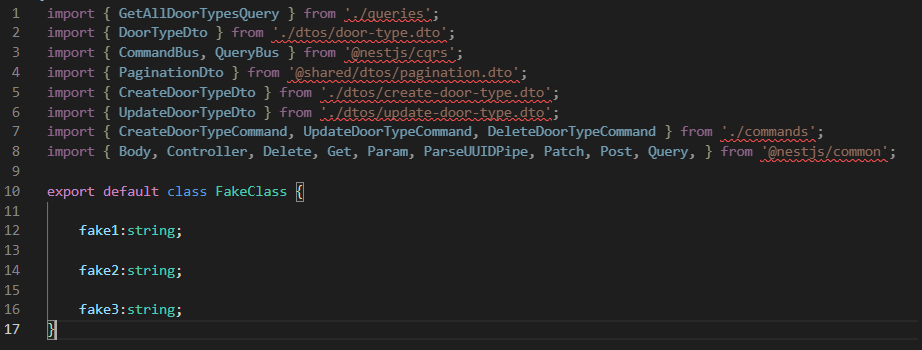 1 import { GetAllDoorTypesQuery } from './queries';
2 import { DoorTypeDto } from './dtos/door-type.dto';
3 import { CommandBus, QueryBus } from '@nestjs/cqrs';
4 import { PaginationDto } from '@shared/dtos/pagination.dto';
5 import { CreateDoorTypeDto } from './dtos/create-door-type.dto';
6 import { UpdateDoorTypeDto } from './dtos/update-door-type.dto';
7 import { CreateDoorTypeCommand, UpdateDoorTypeCommand, DeleteDoorTypeCommand } from './commands';
8 import { Body, Controller, Delete, Get, Param, ParseUUIDPipe, Patch, Post, Query, } from '@nestjs/common';
9
10 export default class FakeClass {
11
12     fake1:string;
13
14     fake2:string;
15
16     fake3:string;
17 }